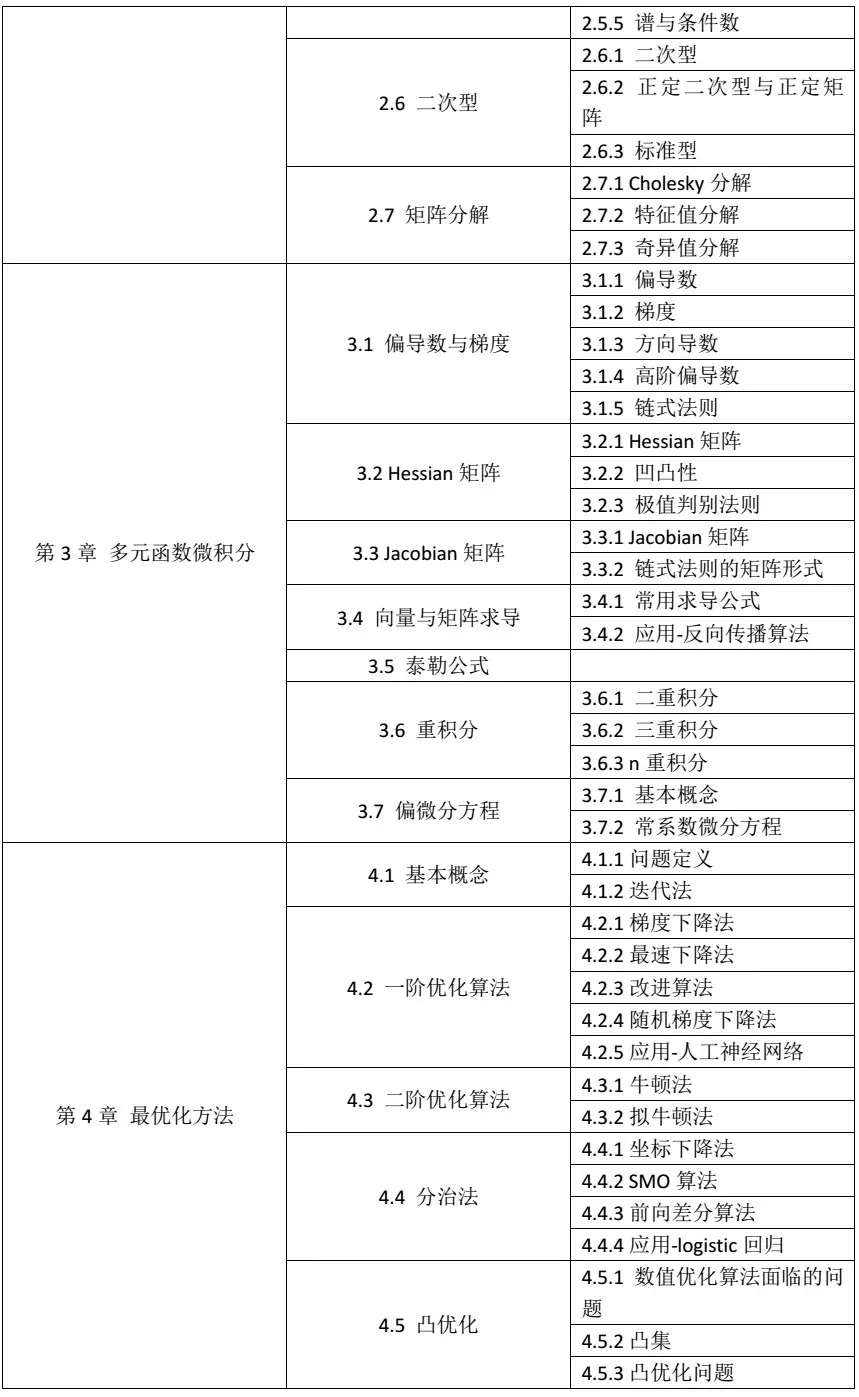 2.5.5 谱与条件数
2.6 二次型
2.6.1 二次型
2.6.2 正定二次型与正定矩
阵
2.6.3 标准型
2.7 矩阵分解
2.7.1 Cholesky 分解
2.7.2 特征值分解
2.7.3 奇异值分解
第 3 章 多元函数微积分
3.1 偏导数与梯度
3.1.1 偏导数
3.1.2 梯度
3.1.3 方向导数
3.1.4 高阶偏导数
3.1.5 链式法则
3.2 Hessian 矩阵
3.2.1 Hessian 矩阵
3.2.2 凹凸性
3.2.3 极值判别法则
3.3 Jacobian 矩阵
3.3.1 Jacobian 矩阵
3.3.2 链式法则的矩阵形式
3.4 向量与矩阵求导
3.4.1 常用求导公式
3.4.2 应用-反向传播算法
3.5 泰勒公式
3.6 重积分
3.6.1 二重积分
3.6.2 三重积分
3.6.3 n 重积分
3.7 偏微分方程
3.7.1 基本概念
3.7.2 常系数微分方程
第 4 章 最优化方法
4.1 基本概念
4.1.1 问题定义
4.1.2 迭代法
4.2 一阶优化算法
4.2.1 梯度下降法
4.2.2 最速下降法
4.2.3 改进算法
4.2.4 随机梯度下降法
4.2.5 应用-人工神经网络
4.3 二阶优化算法
4.3.1 牛顿法
4.3.2 拟牛顿法
4.4 分治法
4.4.1 坐标下降法
4.4.2 SMO 算法
4.4.3 前向差分算法
4.4.4 应用-logistic 回归
4.5 凸优化
4.5.1 数值优化算法面临的问
题
4.5.2 凸集
4.5.3 凸优化问题